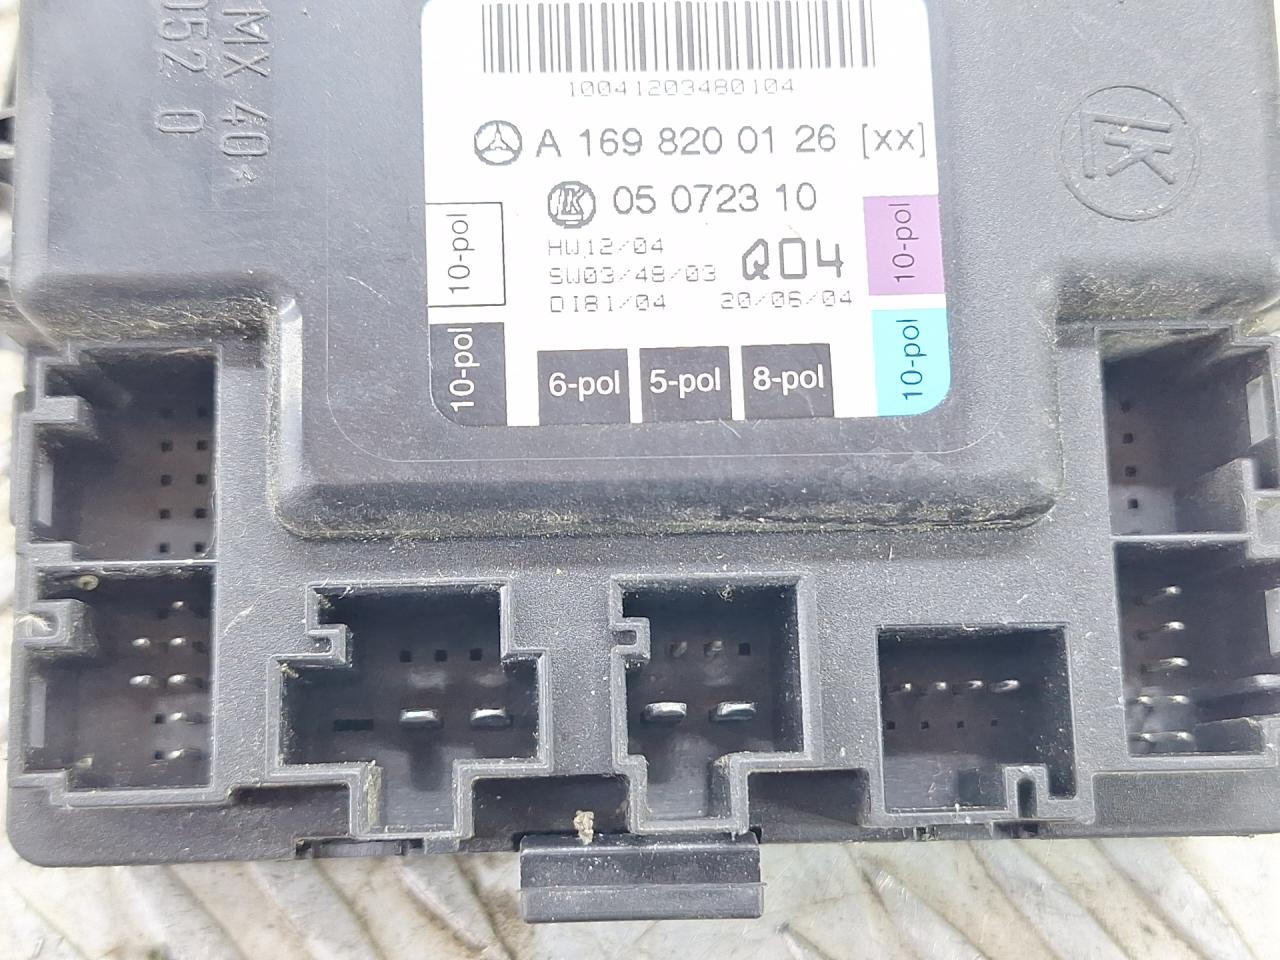 MX 40*
052 0
10041203480104
A 169 820 01 26 [xx]
LK 05 0723 10
HW12/04
SW03/48/03
Q04
DI81/04 20/06/04
10-pol
10-pol
10-pol
10-pol
6-pol 5-pol 8-pol
LK